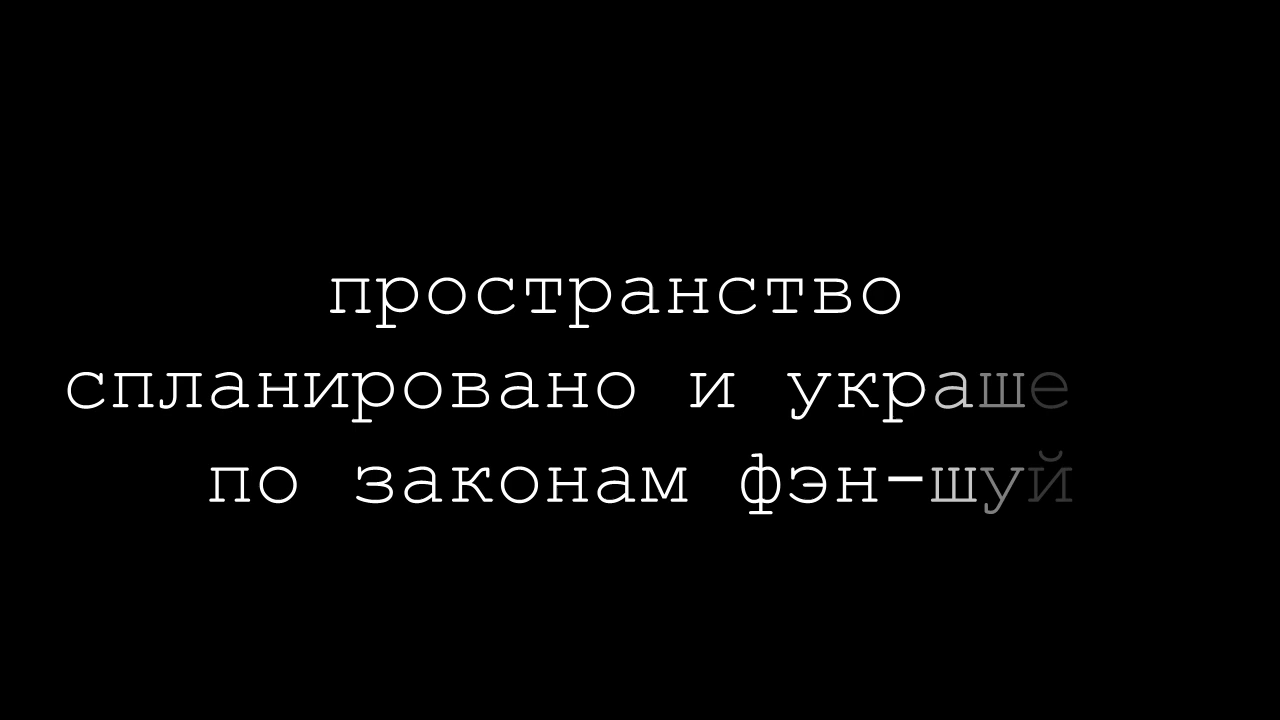 пространство
спланировано и украше
по законам фэн-шуй